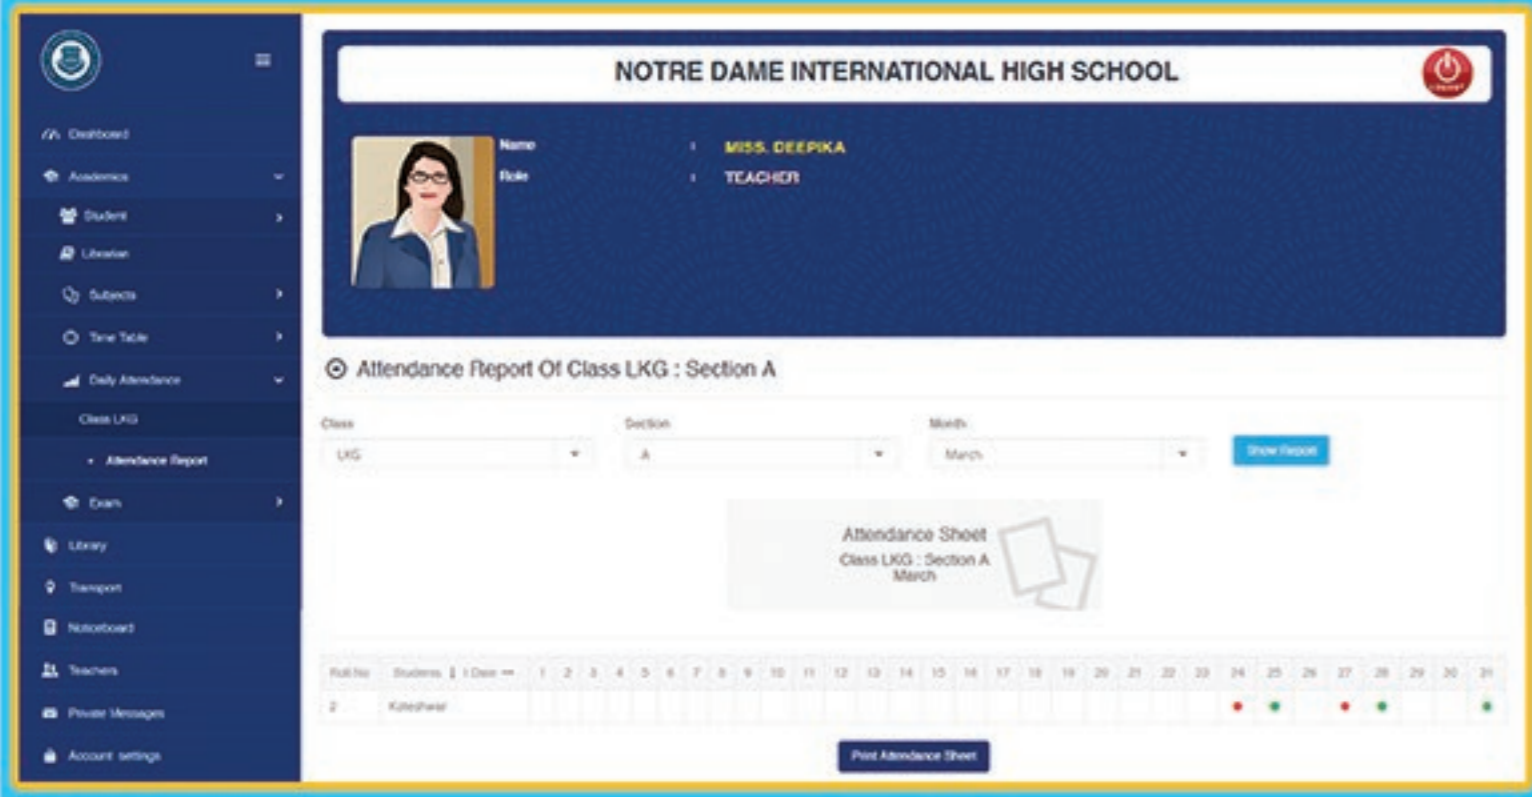 NOTRE DAME INTERNATIONAL HIGH SCHOOL
Dashboard
Academics
Student
Librarian
Subjects
Time Table
Daily Attendance
Class LKG
Attendance Report
Exam
Library
Transport
Noticeboard
Teachers
Private Messages
Account settings
Name : MISS. DEEPIKA
Role : TEACHER
Attendance Report Of Class LKG : Section A
Class Section Month
LKG A March Show Report
Attendance Sheet
Class LKG : Section A
March
Roll No Students Date 1 2 3 4 5 6 7 8 9 10 11 12 13 14 15 16 17 18 19 20 21 22 23 24 25 26 27 28 29 30 31
2 Koteshwar
Print Attendance Sheet